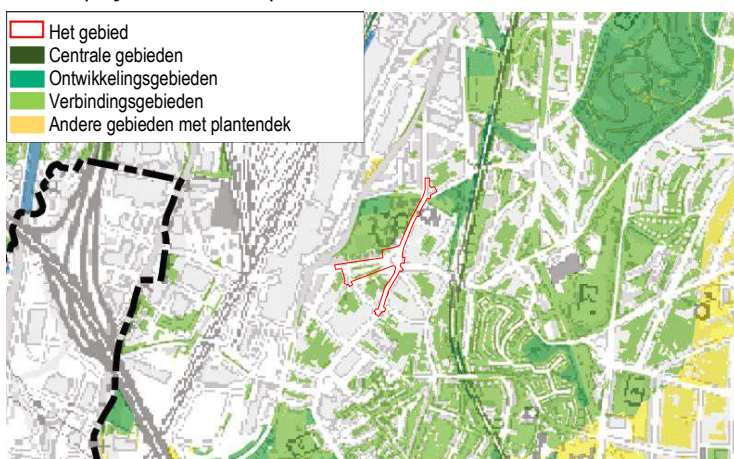 Het gebied
Centrale gebieden
Ontwikkelingsgebieden
Verbindingsgebieden
Andere gebieden met plantendek